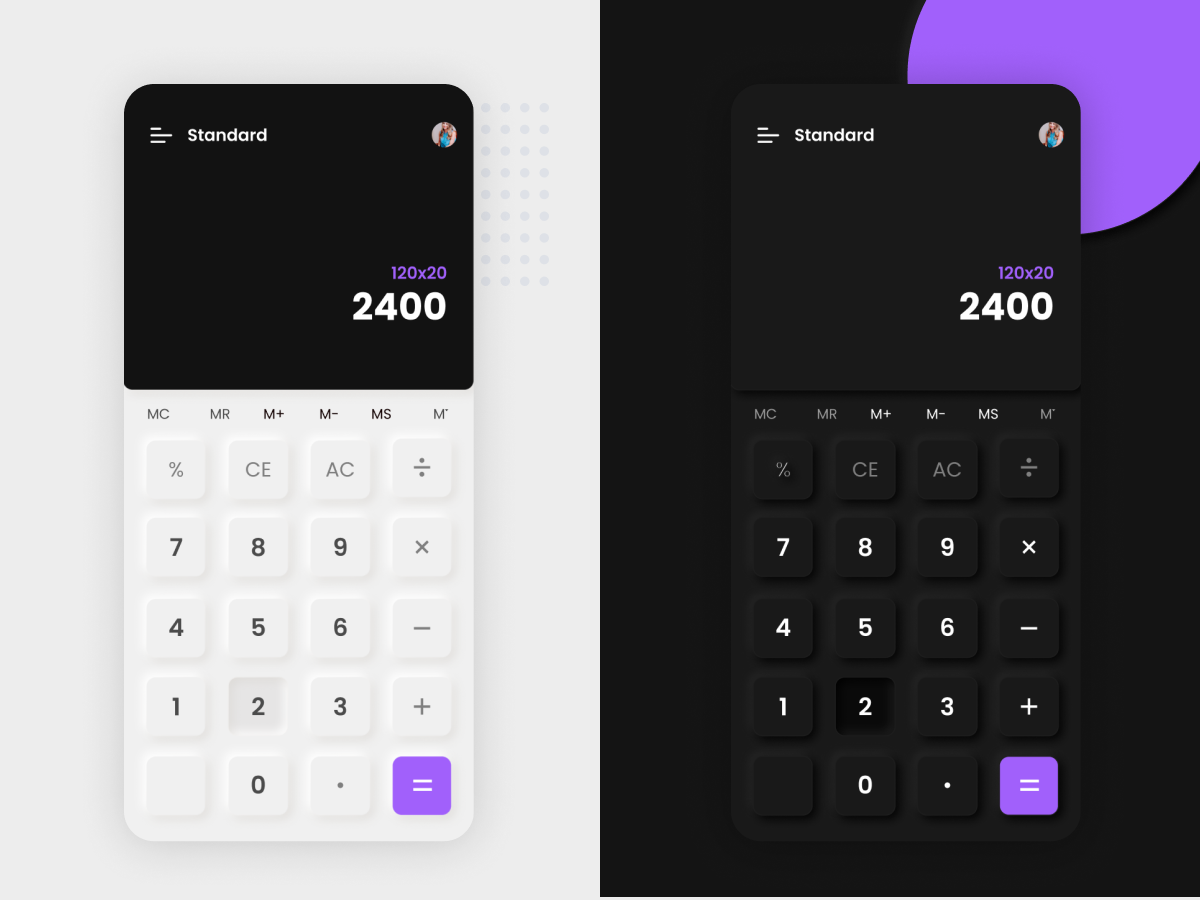 Standard
120x20
2400
MC MR M+ M- MS M˅
% CE AC ÷
7 8 9 ×
4 5 6 −
1 2 3 +
0 • =
Standard
120x20
2400
MC MR M+ M- MS M˅
% CE AC ÷
7 8 9 ×
4 5 6 −
1 2 3 +
0 • =